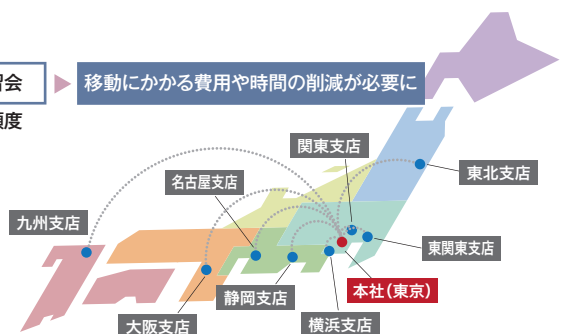 習会
移動にかかる費用や時間の削減が必要に
頻度
関東支店
東北支店
名古屋支店
九州支店
東関東支店
本社(東京)
静岡支店
大阪支店
横浜支店